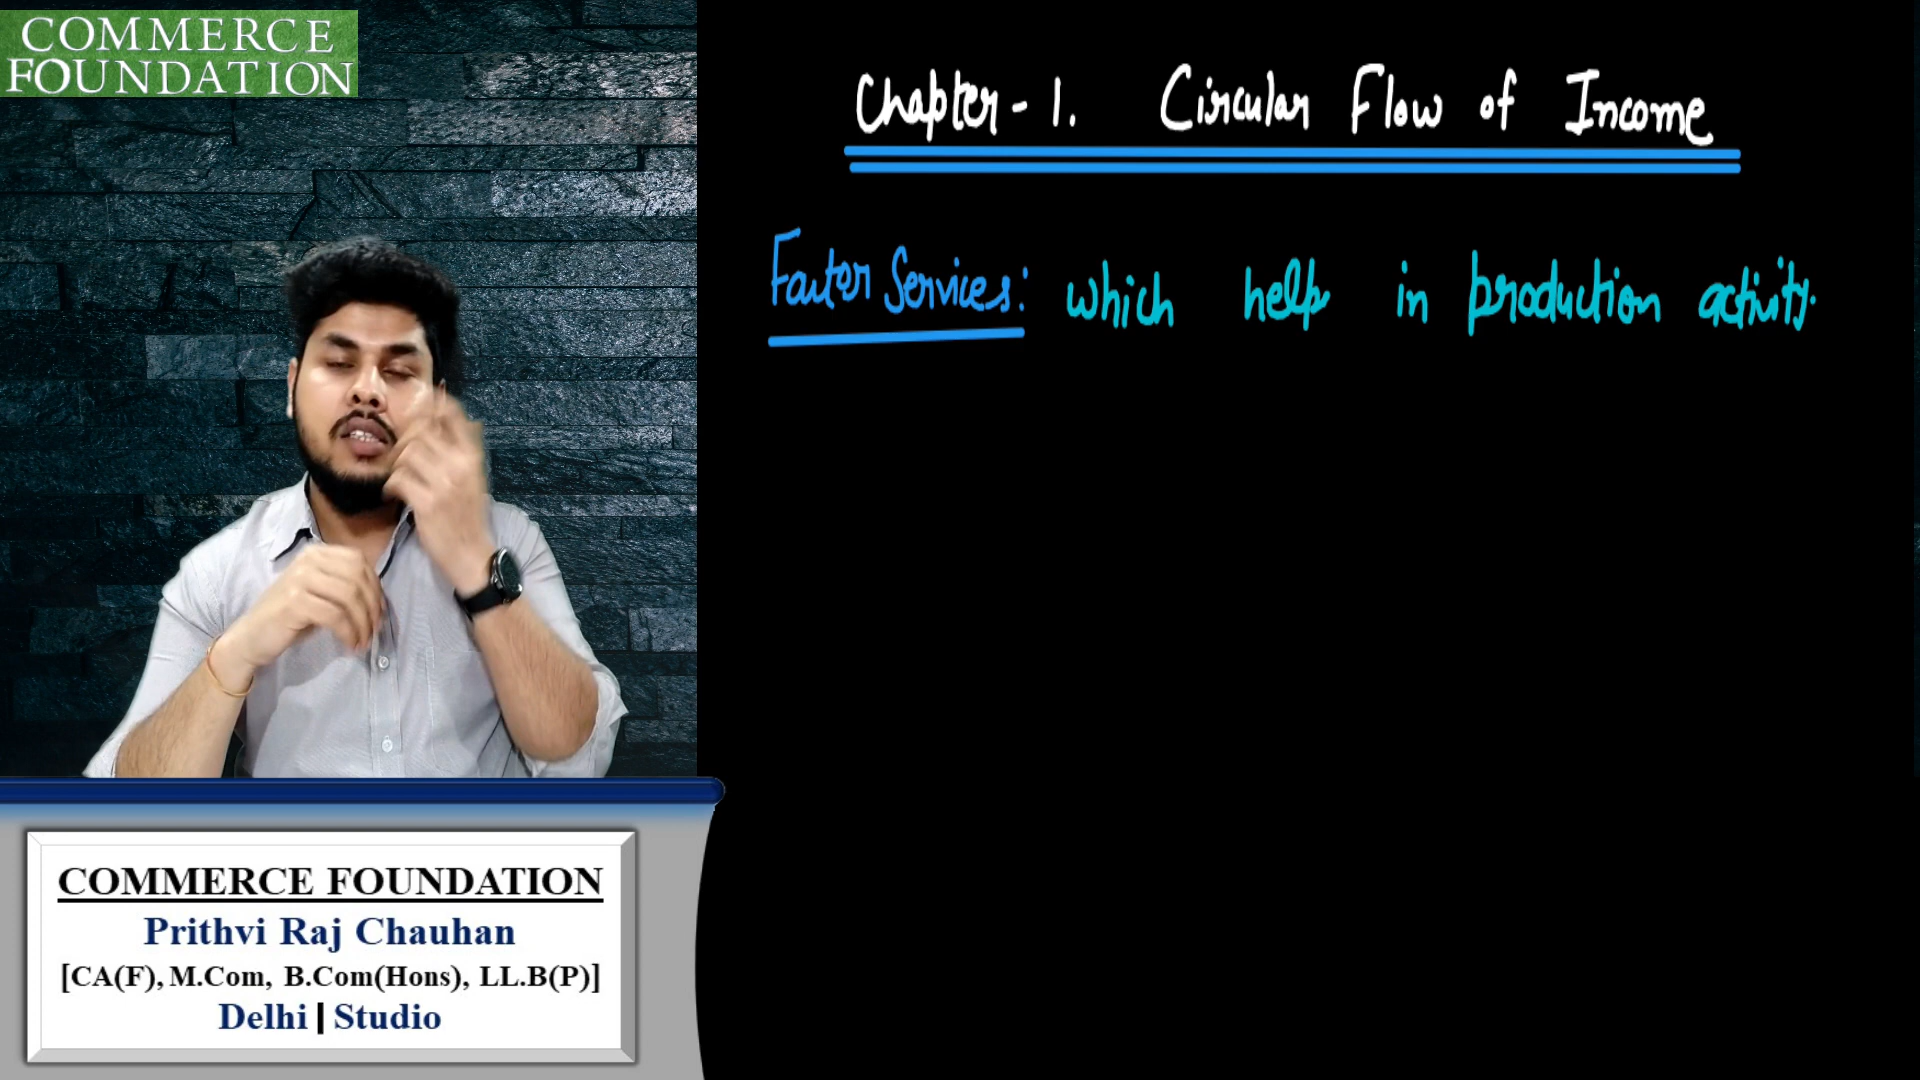 COMMERCE
FOUNDATION
Chapter - 1. Circular Flow of Income
Factor Services: which help in production activity.
COMMERCE FOUNDATION
Prithvi Raj Chauhan
[CA(F), M.Com, B.Com(Hons), LL.B(P)]
Delhi | Studio